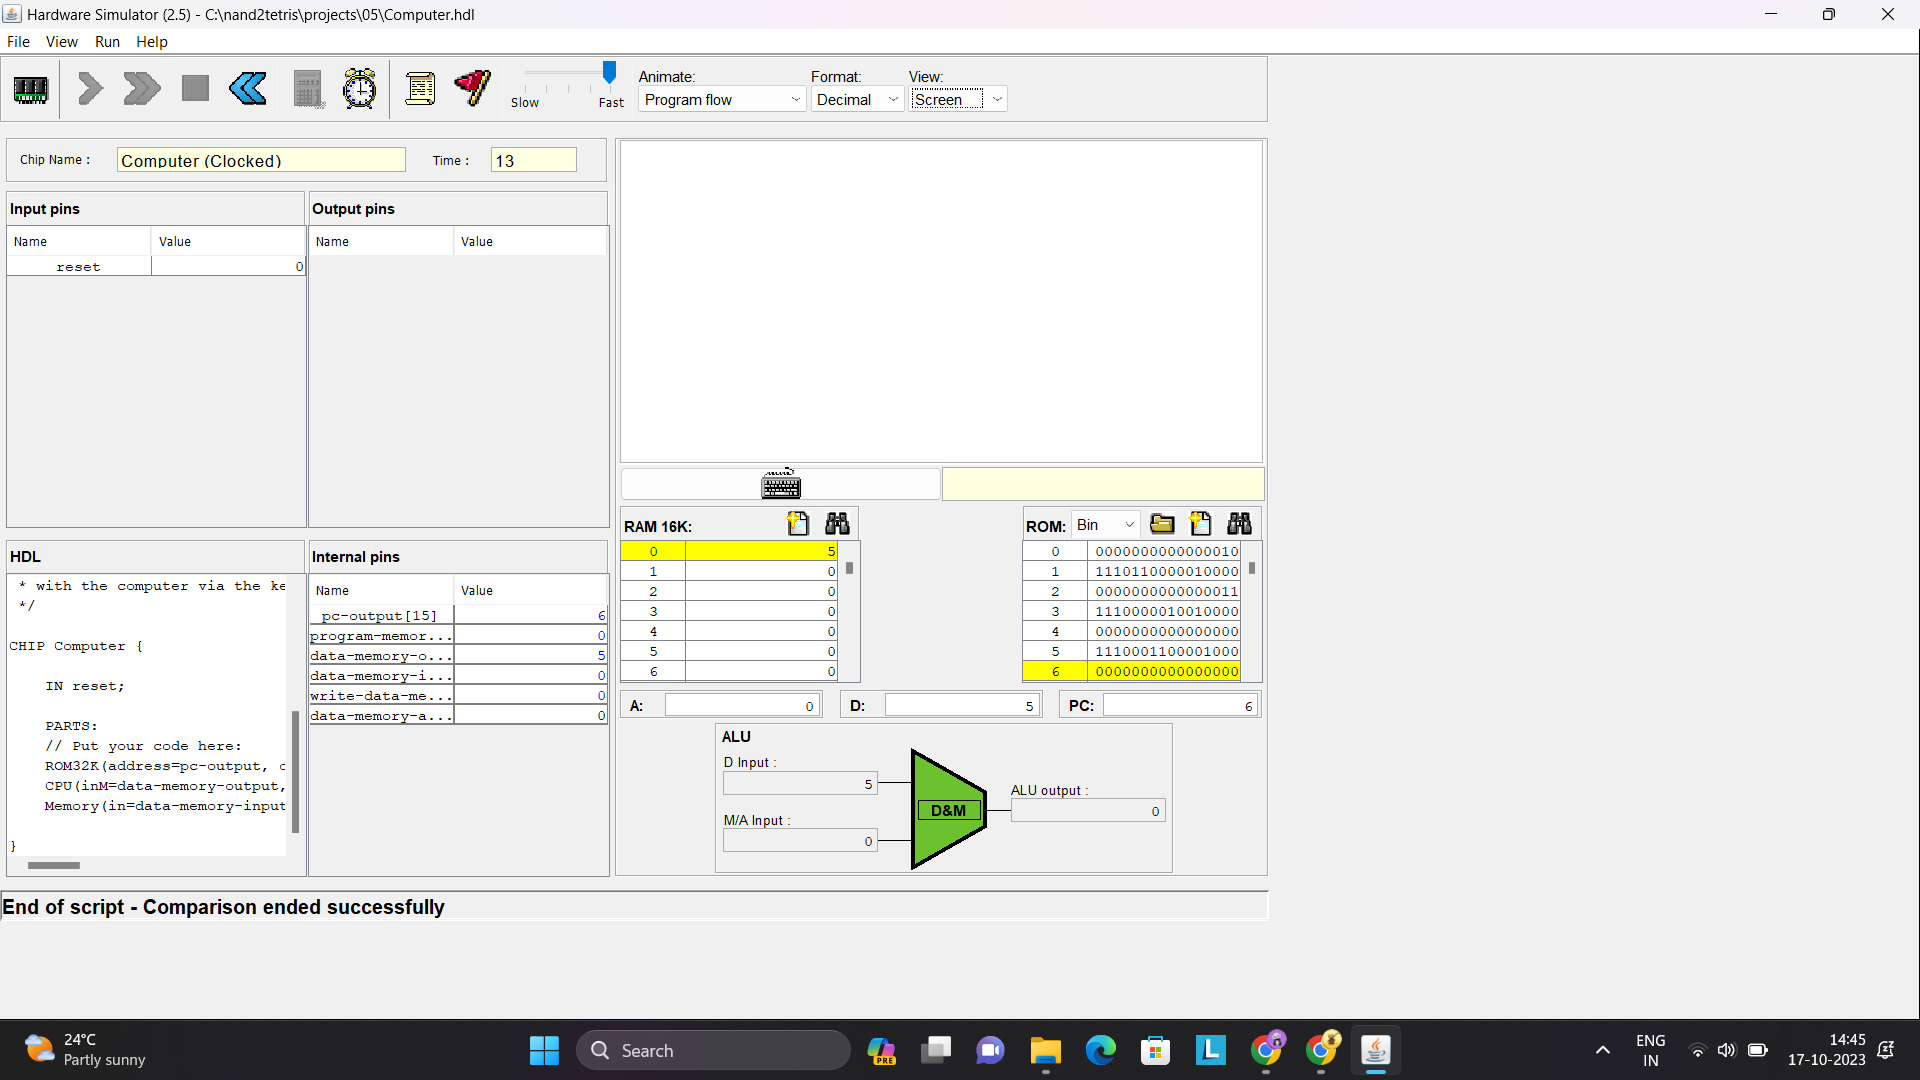 Hardware Simulator (2.5) - C:\nand2tetris\projects\05\Computer.hdl
File View Run Help
Slow Fast
Animate: Format: View:
Program flow Decimal Screen
Chip Name : Computer (Clocked) Time : 13
Input pins
Name Value
reset 0
Output pins
Name Value
HDL
* with the computer via the ke
*/
CHIP Computer {
IN reset;
PARTS:
// Put your code here:
ROM32K(address=pc-output, c
CPU(inM=data-memory-output,
Memory(in=data-memory-input
}
Internal pins
Name Value
pc-output[15] 6
program-memor... 0
data-memory-o... 5
data-memory-i... 0
write-data-me... 0
data-memory-a... 0
RAM 16K:
0 5
1 0
2 0
3 0
4 0
5 0
6 0
ROM: Bin
0 0000000000000010
1 1110110000010000
2 0000000000000011
3 1110000010010000
4 0000000000000000
5 1110001100001000
6 0000000000000000
A: 0 D: 5 PC: 6
ALU
D Input :
5
M/A Input :
0
D&M
ALU output :
0
End of script - Comparison ended successfully
24°C
Partly sunny
Search
PRE
L
ENG
IN
14:45
17-10-2023